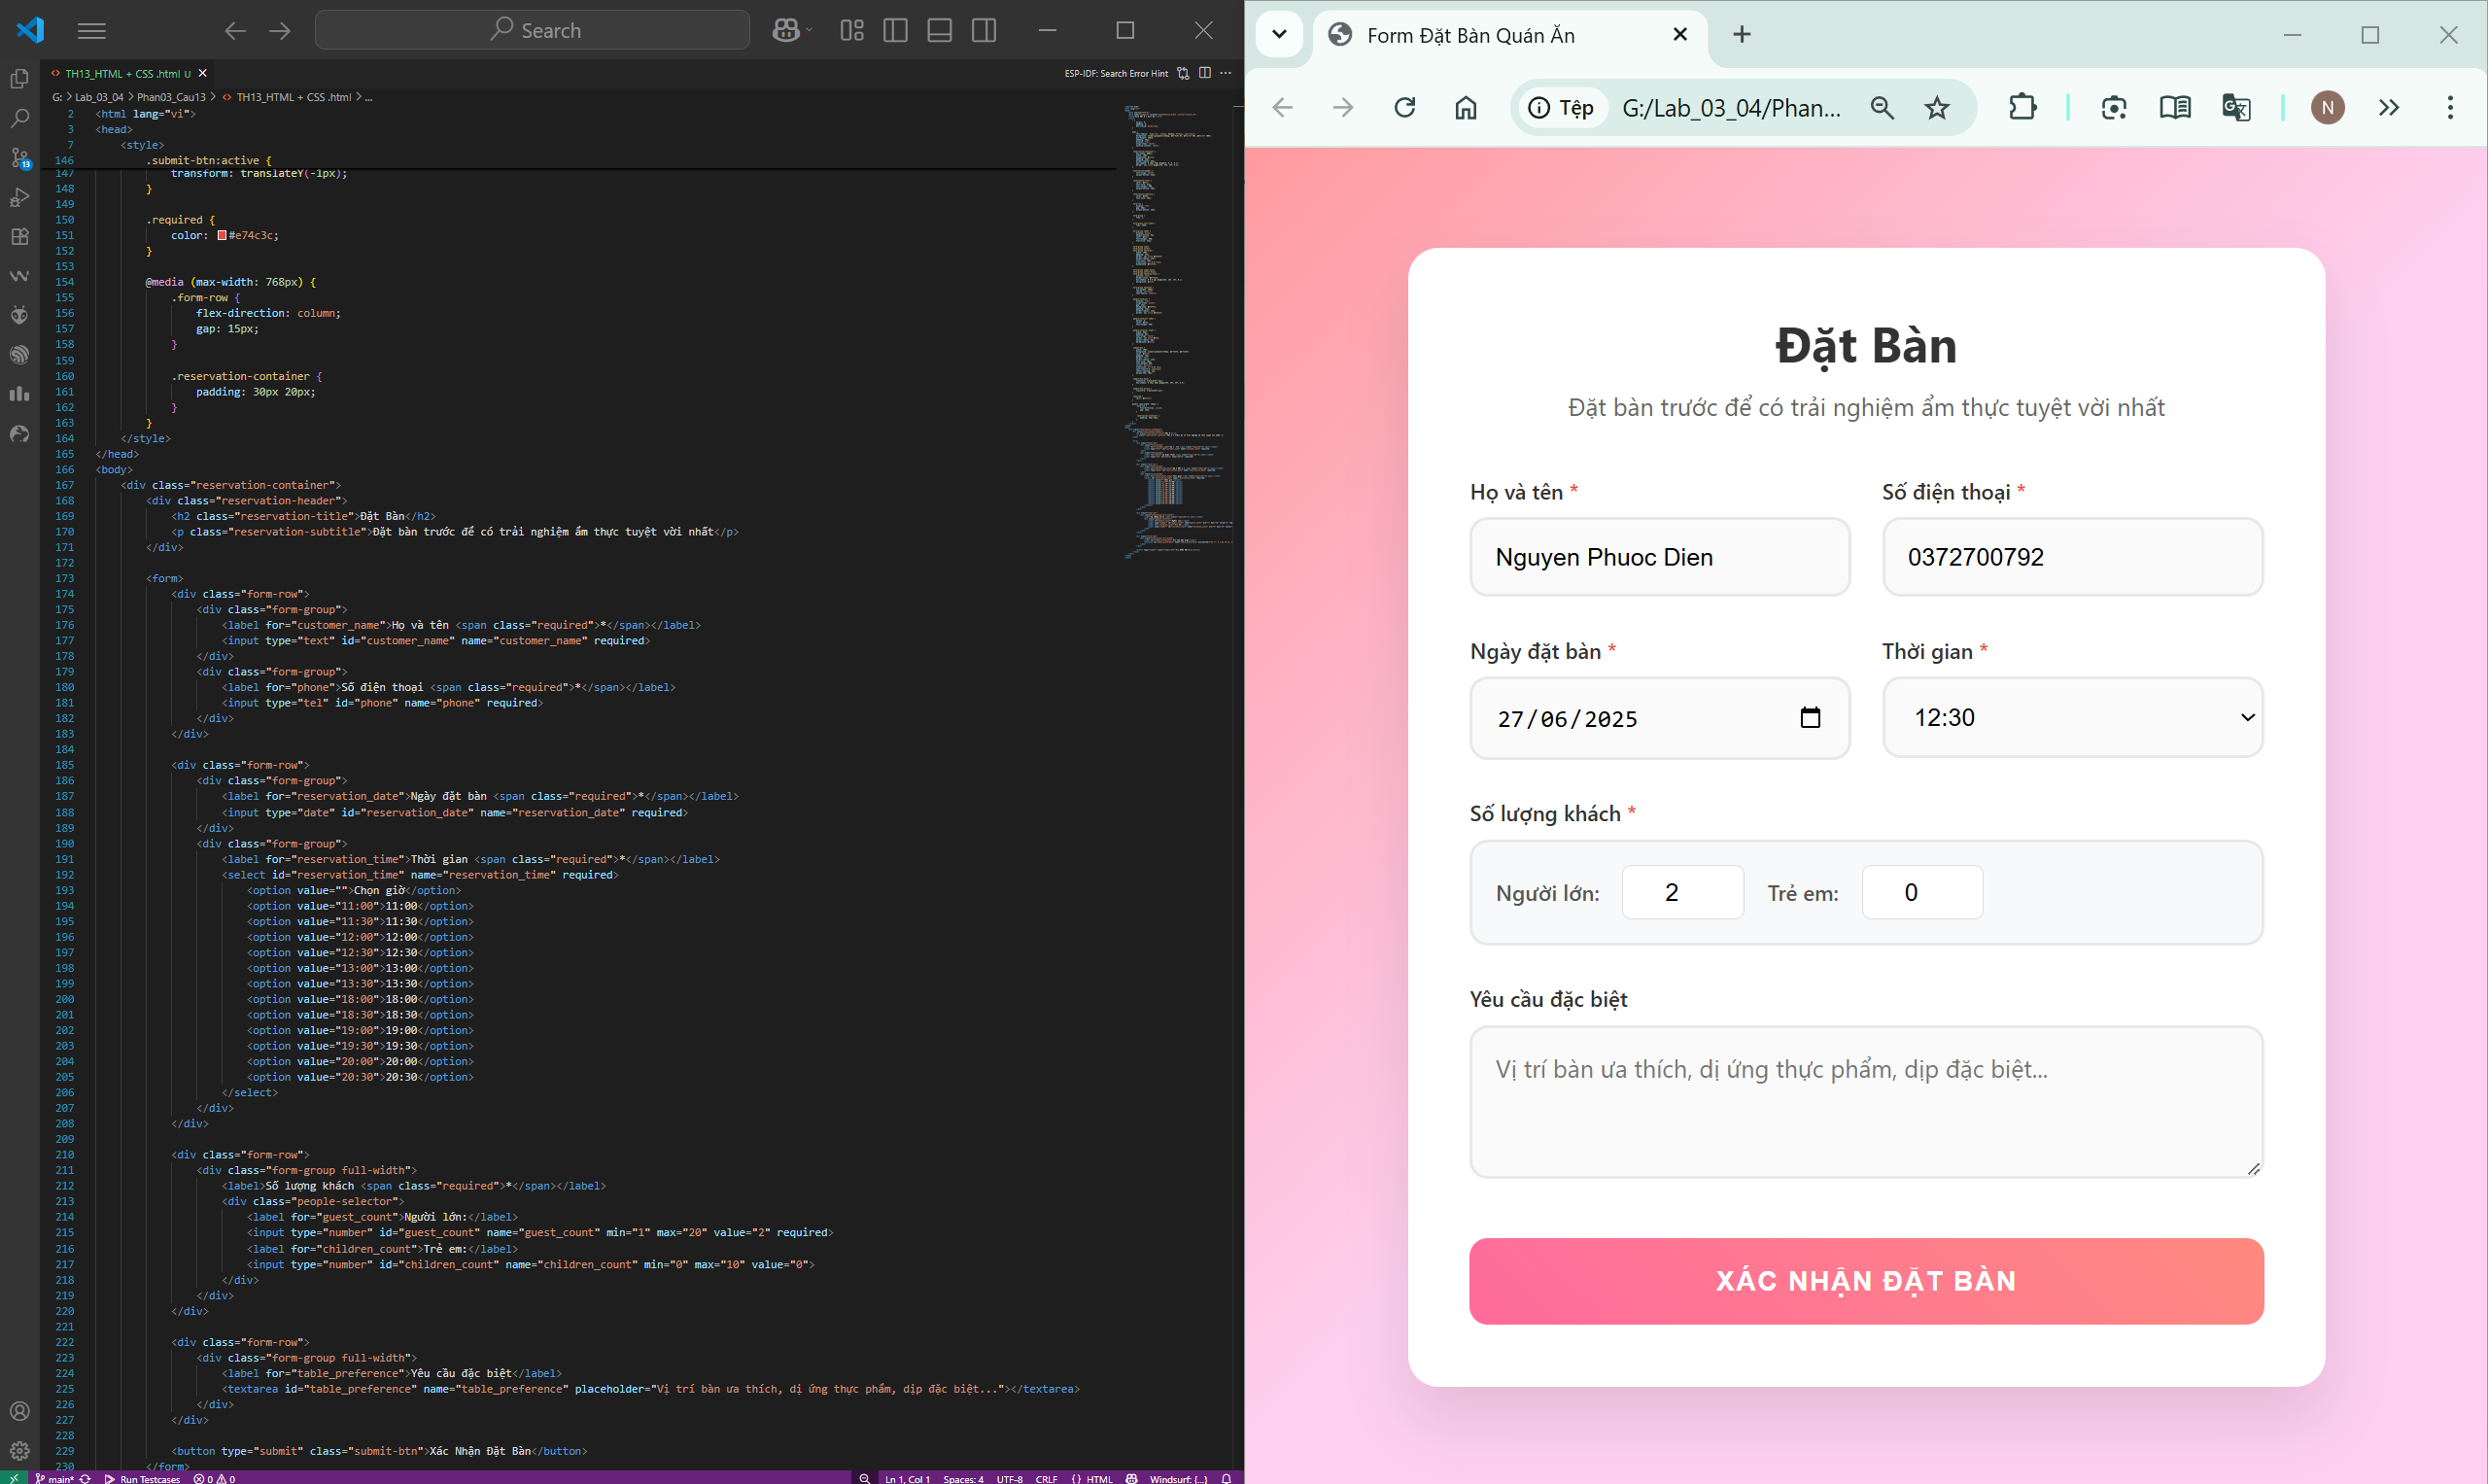 Search
TH13_HTML + CSS .html U
ESP-IDF: Search Error Hint
G: > Lab_03_04 > Phan03_Cau13 > TH13_HTML + CSS .html > ...
2 <html lang="vi">
3 <head>
7 <style>
146 .submit-btn:active {
147 transform: translateY(-1px);
148 }
149
150 .required {
151 color: #e74c3c;
152 }
153
154 @media (max-width: 768px) {
155 .form-row {
156 flex-direction: column;
157 gap: 15px;
158 }
159
160 .reservation-container {
161 padding: 30px 20px;
162 }
163 }
164 </style>
165 </head>
166 <body>
167 <div class="reservation-container">
168 <div class="reservation-header">
169 <h2 class="reservation-title">Đặt Bàn</h2>
170 <p class="reservation-subtitle">Đặt bàn trước để có trải nghiệm ẩm thực tuyệt vời nhất</p>
171 </div>
172
173 <form>
174 <div class="form-row">
175 <div class="form-group">
176 <label for="customer_name">Họ và tên <span class="required">*</span></label>
177 <input type="text" id="customer_name" name="customer_name" required>
178 </div>
179 <div class="form-group">
180 <label for="phone">Số điện thoại <span class="required">*</span></label>
181 <input type="tel" id="phone" name="phone" required>
182 </div>
183 </div>
184
185 <div class="form-row">
186 <div class="form-group">
187 <label for="reservation_date">Ngày đặt bàn <span class="required">*</span></label>
188 <input type="date" id="reservation_date" name="reservation_date" required>
189 </div>
190 <div class="form-group">
191 <label for="reservation_time">Thời gian <span class="required">*</span></label>
192 <select id="reservation_time" name="reservation_time" required>
193 <option value="">Chọn giờ</option>
194 <option value="11:00">11:00</option>
195 <option value="11:30">11:30</option>
196 <option value="12:00">12:00</option>
197 <option value="12:30">12:30</option>
198 <option value="13:00">13:00</option>
199 <option value="13:30">13:30</option>
200 <option value="18:00">18:00</option>
201 <option value="18:30">18:30</option>
202 <option value="19:00">19:00</option>
203 <option value="19:30">19:30</option>
204 <option value="20:00">20:00</option>
205 <option value="20:30">20:30</option>
206 </select>
207 </div>
208 </div>
209
210 <div class="form-row">
211 <div class="form-group full-width">
212 <label>Số lượng khách <span class="required">*</span></label>
213 <div class="people-selector">
214 <label for="guest_count">Người lớn:</label>
215 <input type="number" id="guest_count" name="guest_count" min="1" max="20" value="2" required>
216 <label for="children_count">Trẻ em:</label>
217 <input type="number" id="children_count" name="children_count" min="0" max="10" value="0">
218 </div>
219 </div>
220 </div>
221
222 <div class="form-row">
223 <div class="form-group full-width">
224 <label for="table_preference">Yêu cầu đặc biệt</label>
225 <textarea id="table_preference" name="table_preference" placeholder="Vị trí bàn ưa thích, dị ứng thực phẩm, dịp đặc biệt..."></textarea>
226 </div>
227 </div>
228
229 <button type="submit" class="submit-btn">Xác Nhận Đặt Bàn</button>
230 </form>
13
main* Run Testcases 0 0
Ln 1, Col 1 Spaces: 4 UTF-8 CRLF {} HTML Windsurf: {...}
Form Đặt Bàn Quán Ăn
Tệp G:/Lab_03_04/Phan... N
Đặt Bàn
Đặt bàn trước để có trải nghiệm ẩm thực tuyệt vời nhất
Họ và tên * Số điện thoại *
Nguyen Phuoc Dien 0372700792
Ngày đặt bàn * Thời gian *
27/06/2025 12:30
Số lượng khách *
Người lớn: 2 Trẻ em: 0
Yêu cầu đặc biệt
Vị trí bàn ưa thích, dị ứng thực phẩm, dịp đặc biệt...
XÁC NHẬN ĐẶT BÀN